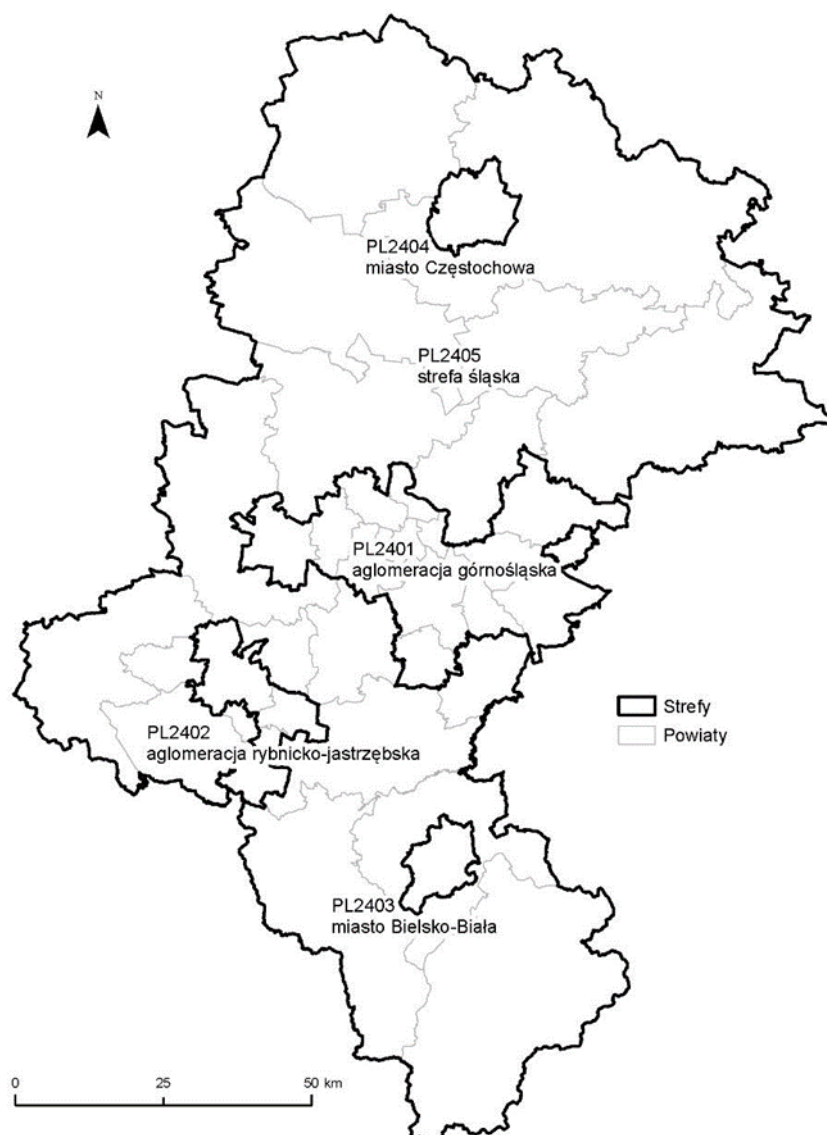 N
PL2404
miasto Częstochowa
PL2405
strefa śląska
PL2401
aglomeracja górnośląska
Strefy
Powiaty
PL2402
aglomeracja rybnicko-jastrzębska
PL2403
miasto Bielsko-Biała
0 25 50 km